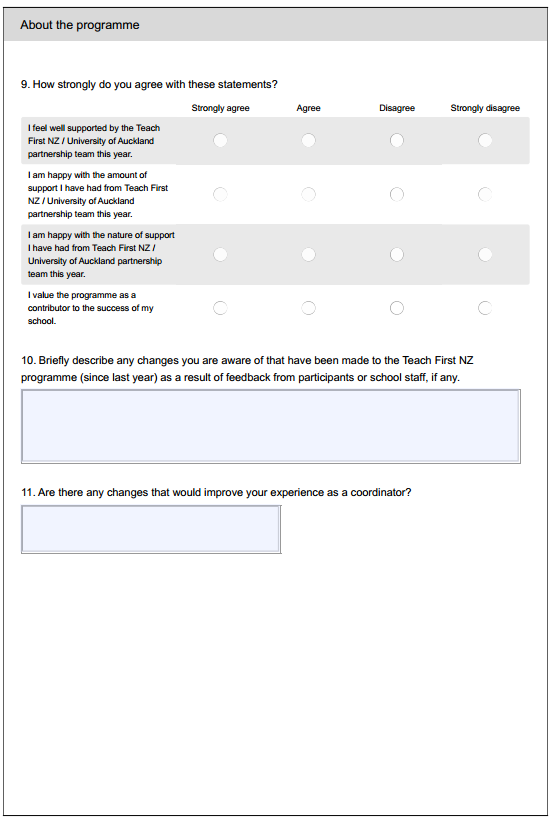 About the programme
9. How strongly do you agree with these statements?
Strongly agree Agree Disagree Strongly disagree
I feel well supported by the Teach
First NZ / University of Auckland
partnership team this year.
I am happy with the amount of
support I have had from Teach First
NZ / University of Auckland
partnership team this year.
I am happy with the nature of support
I have had from Teach First NZ /
University of Auckland partnership
team this year.
I value the programme as a
contributor to the success of my
school.
10. Briefly describe any changes you are aware of that have been made to the Teach First NZ
programme (since last year) as a result of feedback from participants or school staff, if any.
11. Are there any changes that would improve your experience as a coordinator?